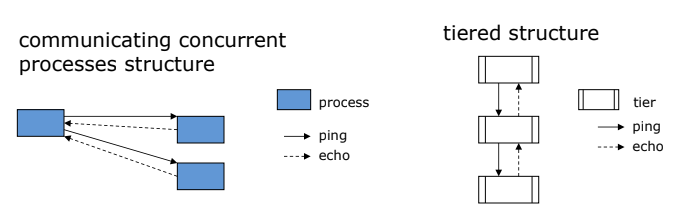 communicating concurrent
processes structure
process
ping
echo
tiered structure
tier
ping
echo